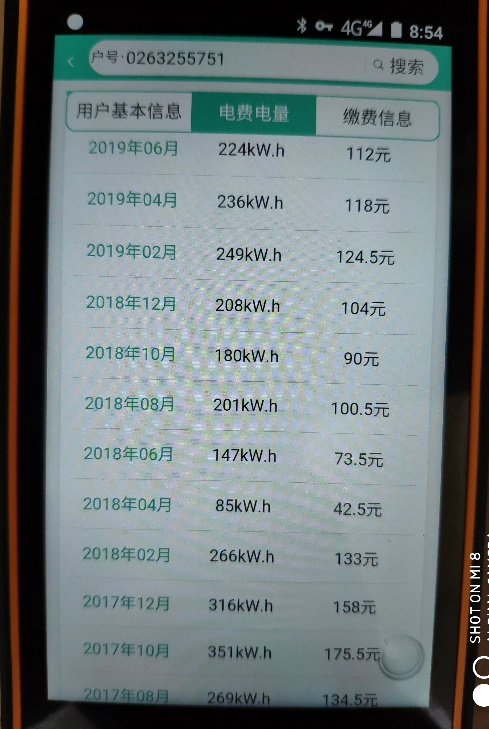 4G 4G 8:54
户号:0263255751 搜索
用户基本信息 电费电量 缴费信息
2019年06月 224kW.h 112元
2019年04月 236kW.h 118元
2019年02月 249kW.h 124.5元
2018年12月 208kW.h 104元
2018年10月 180kW.h 90元
2018年08月 201kW.h 100.5元
2018年06月 147kW.h 73.5元
2018年04月 85kW.h 42.5元
2018年02月 266kW.h 133元
2017年12月 316kW.h 158元
2017年10月 351kW.h 175.5元
2017年08月 269kW.h 134.5元
SHOT ON MI 8